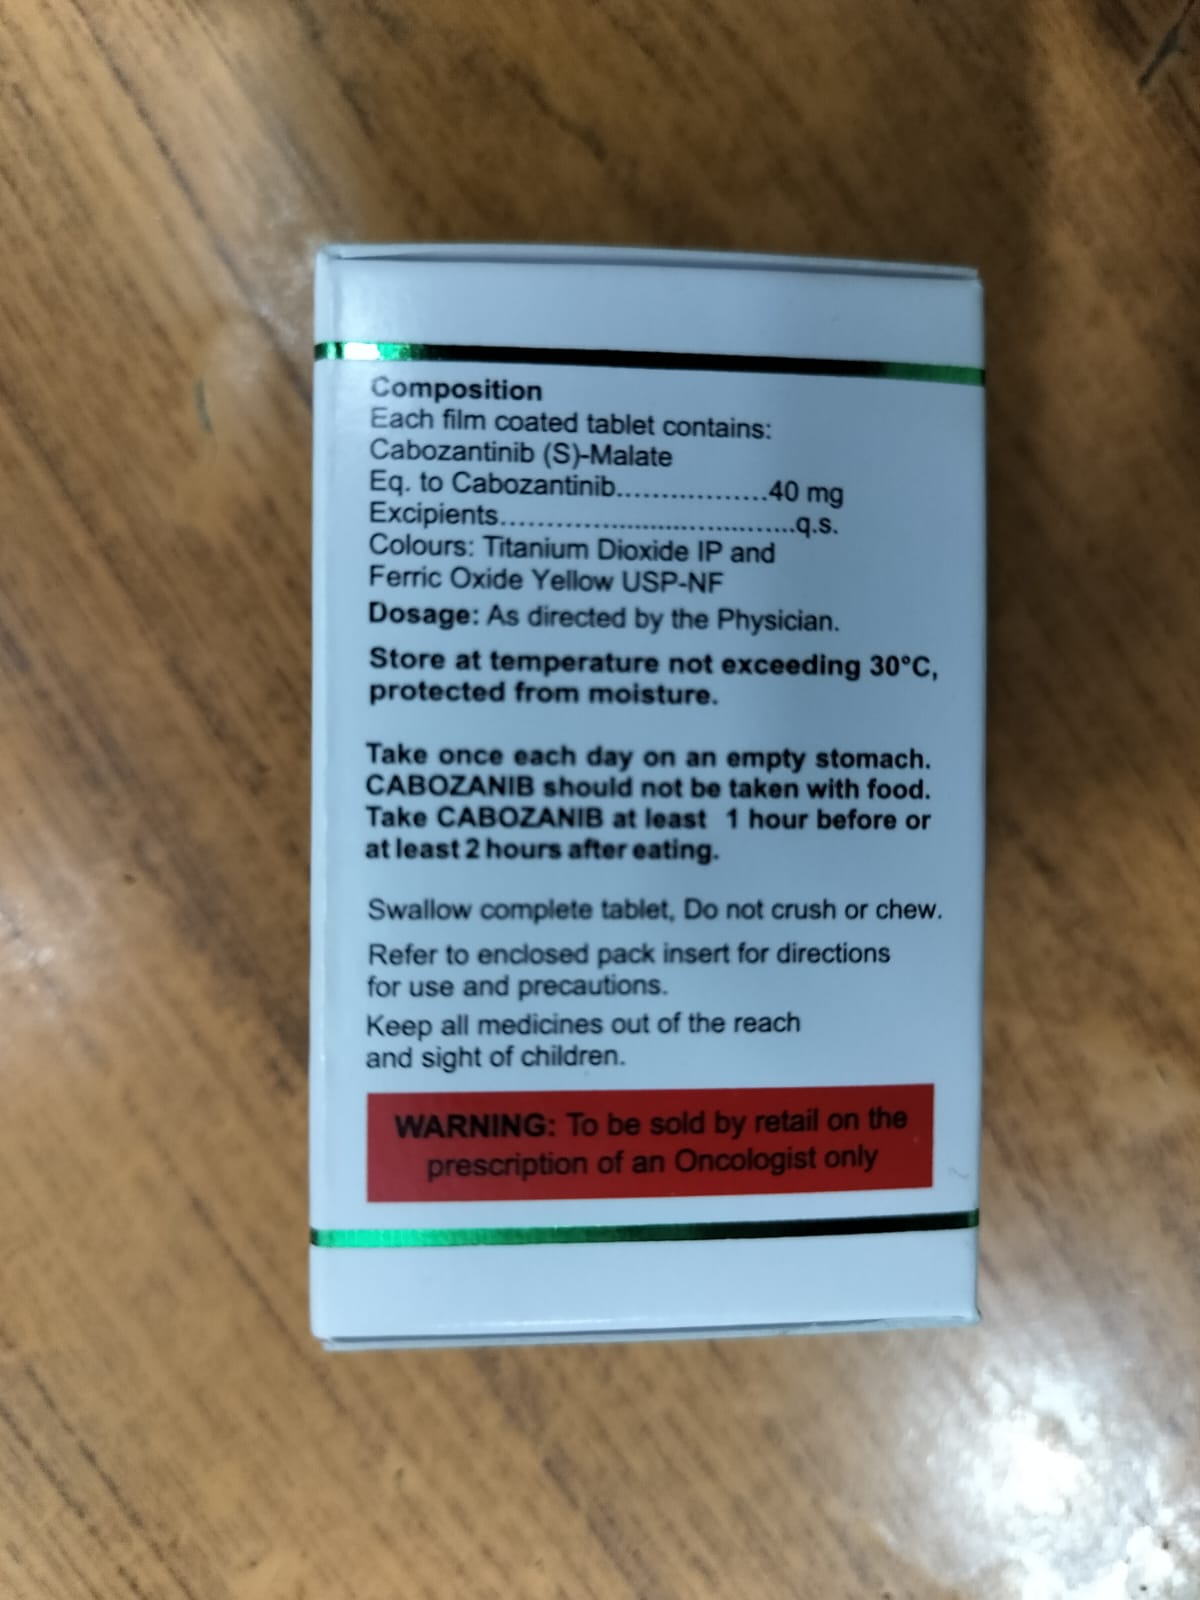 Composition
Each film coated tablet contains:
Cabozantinib (S)-Malate
Eq. to Cabozantinib.................40 mg
Excipients.................................q.s.
Colours: Titanium Dioxide IP and
Ferric Oxide Yellow USP-NF
Dosage: As directed by the Physician.
Store at temperature not exceeding 30°C,
protected from moisture.
Take once each day on an empty stomach.
CABOZANIB should not be taken with food.
Take CABOZANIB at least 1 hour before or
at least 2 hours after eating.
Swallow complete tablet, Do not crush or chew.
Refer to enclosed pack insert for directions
for use and precautions.
Keep all medicines out of the reach
and sight of children.
WARNING: To be sold by retail on the
prescription of an Oncologist only